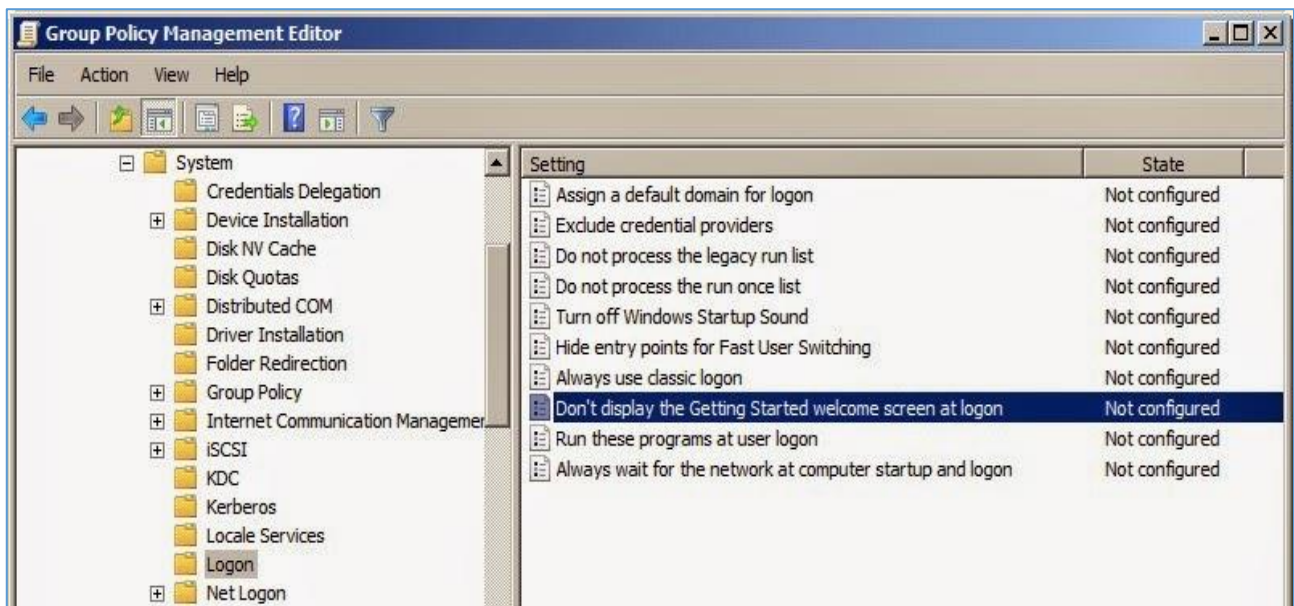 Group Policy Management Editor
File Action View Help
System
Credentials Delegation
Device Installation
Disk NV Cache
Disk Quotas
Distributed COM
Driver Installation
Folder Redirection
Group Policy
Internet Communication Managemen
iSCSI
KDC
Kerberos
Locale Services
Logon
Net Logon
Setting State
Assign a default domain for logon Not configured
Exclude credential providers Not configured
Do not process the legacy run list Not configured
Do not process the run once list Not configured
Turn off Windows Startup Sound Not configured
Hide entry points for Fast User Switching Not configured
Always use classic logon Not configured
Don't display the Getting Started welcome screen at logon Not configured
Run these programs at user logon Not configured
Always wait for the network at computer startup and logon Not configured